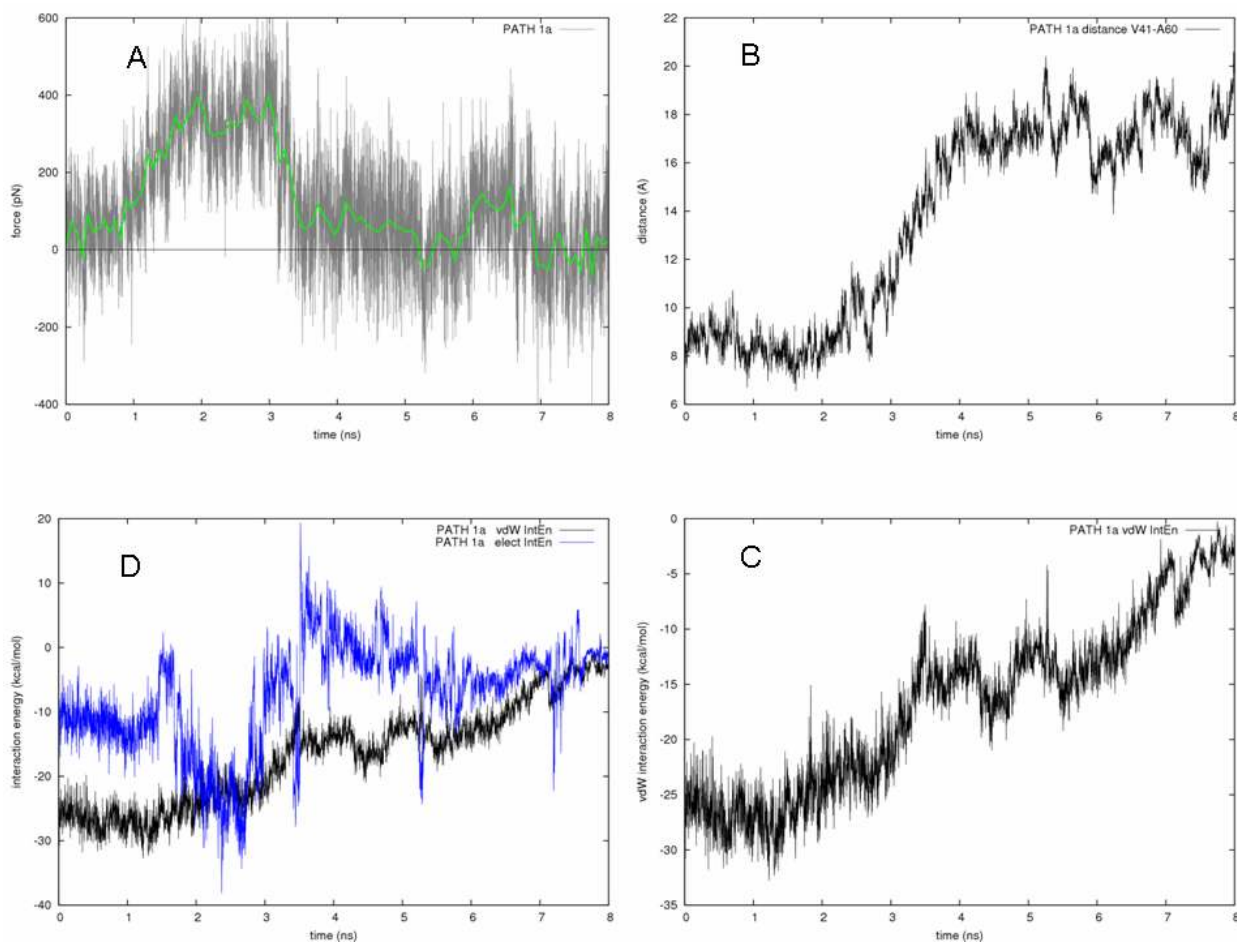 600
400
200
0
-200
-400
0 1 2 3 4 5 6 7 8
force (pN)
time (ns)
A
PATH 1a
22
20
18
16
14
12
10
8
6
0 1 2 3 4 5 6 7 8
distance (A)
time (ns)
B
PATH 1a distance V41-A60
20
10
0
-10
-20
-30
-40
0 1 2 3 4 5 6 7 8
interaction energy (kcal/mol)
time (ns)
D
PATH 1a vdW IntEn
PATH 1a elect IntEn
0
-5
-10
-15
-20
-25
-30
-35
0 1 2 3 4 5 6 7 8
vdW interaction energy (kcal/mol)
time (ns)
C
PATH 1a vdW IntEn